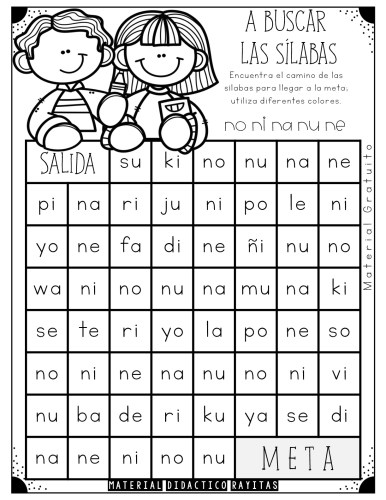 A BUSCAR
LAS SÍLABAS
Encuentra el camino de las
sílabas para llegar a la meta,
utiliza diferentes colores.
no ni na nu ne
SALIDA su ki no nu na ne
pi na ri ju ni po le ni
yo ne fa di ne ñi nu no
wa ni no nu na mu na ki
se te ri yo la po ne so
no ni ne na nu no ni vi
nu ba de ri ku ya se di
na ne ni no nu META
Material Gratuito
MATERIAL DIDACTICO RAYITAS